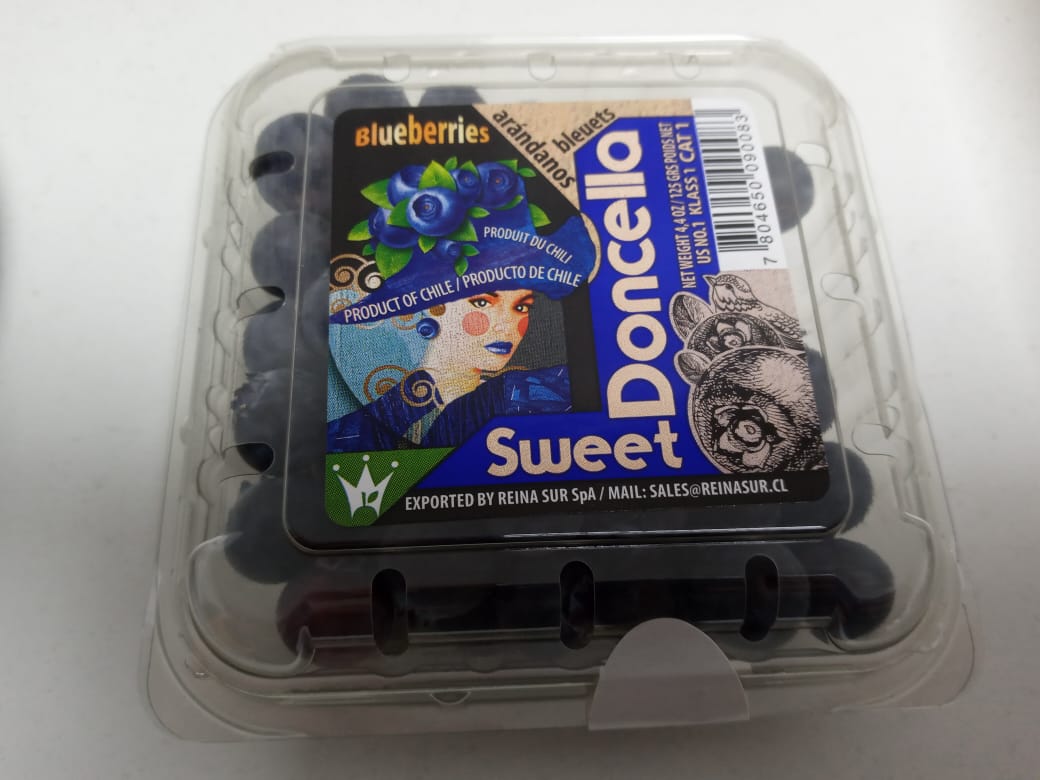 Blueberries
arándanos
bleuets
PRODUIT DU CHILI
PRODUCT OF CHILE / PRODUCTO DE CHILE
Sweet
Doncella
NET WEIGHT 4,4 OZ / 125 GRS POIDS NET
US NO.1 KLASS 1 CAT 1
7 804650 090083
EXPORTED BY REINA SUR SpA / MAIL: SALES@REINASUR.CL